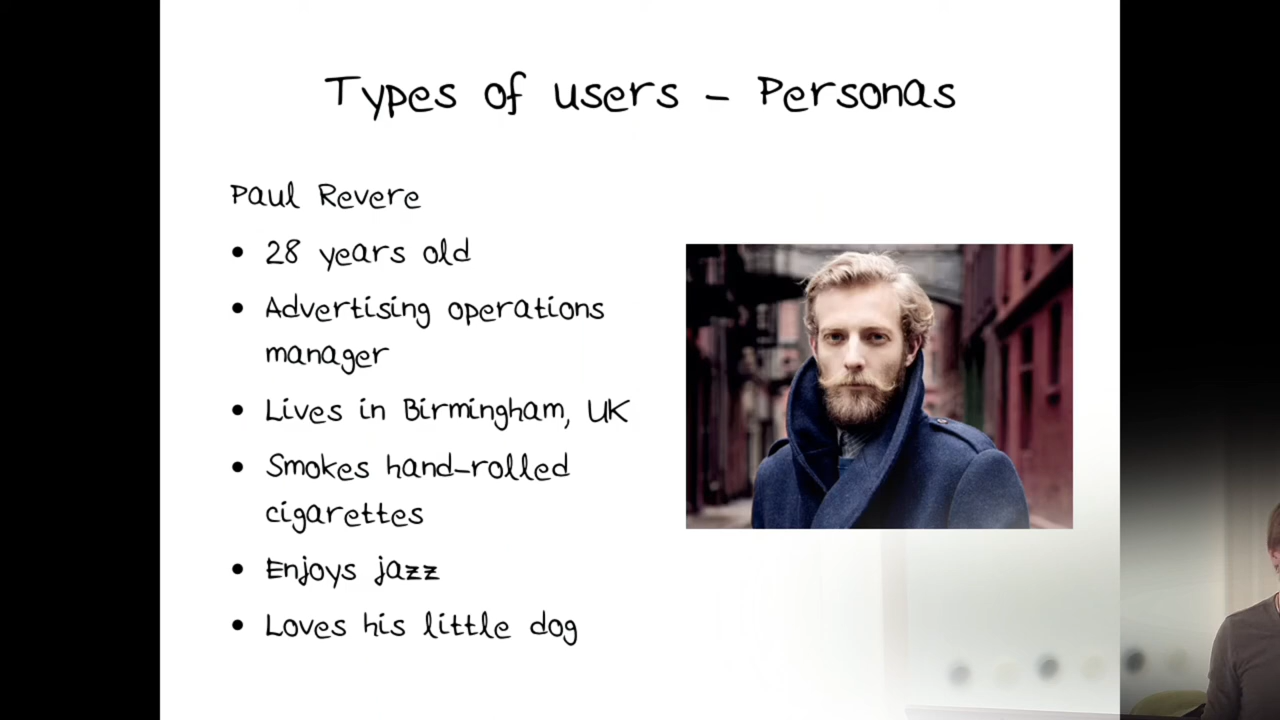 Types of users - Personas
Paul Revere
• 28 years old
• Advertising operations
manager
• Lives in Birmingham, UK
• Smokes hand-rolled
cigarettes
• Enjoys jazz
• Loves his little dog